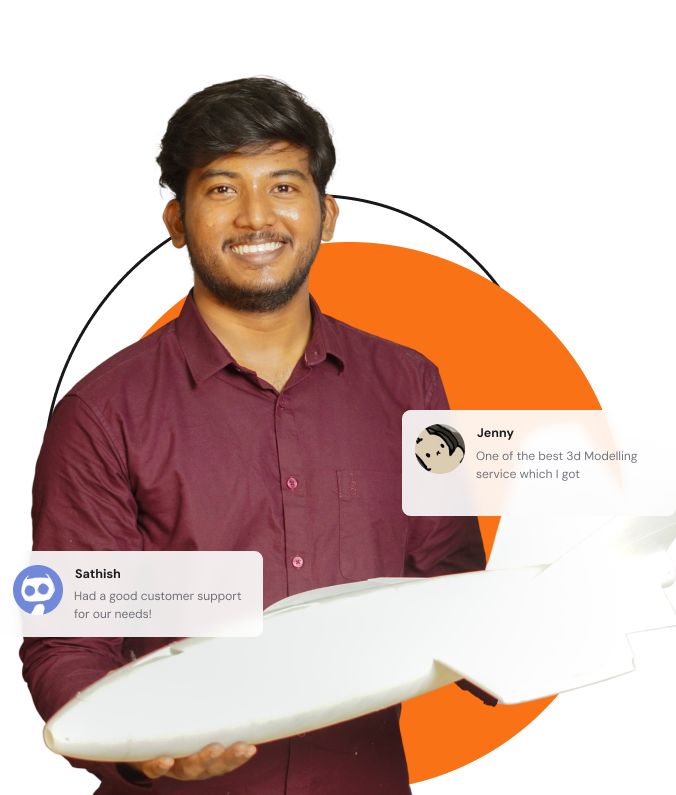 Jenny
One of the best 3d Modelling
service which I got
Sathish
Had a good customer support
for our needs!